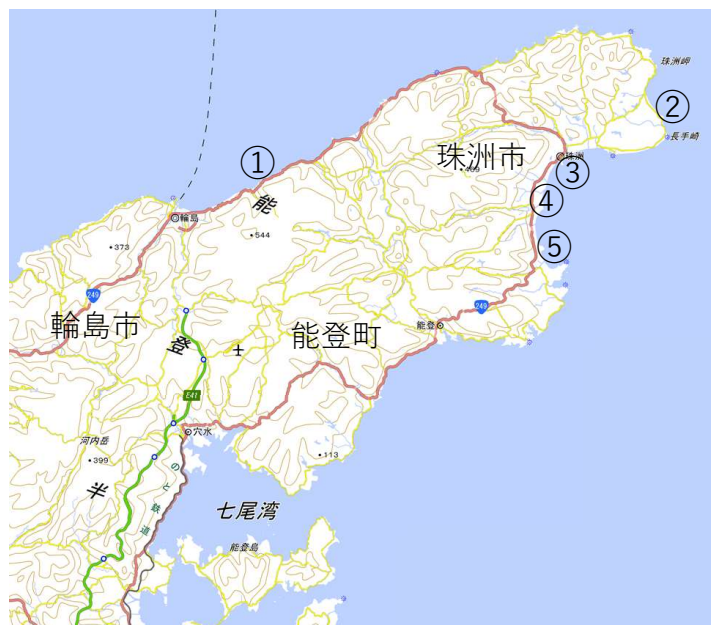 珠洲岬
②
長手崎
①
珠洲市
珠洲
469
③
能
④
輪島
544
373
⑤
249
249
輪島市
能登町
能登
登
E41
穴水
河内岳
399
113
のと鉄道
半
七尾湾
能登島